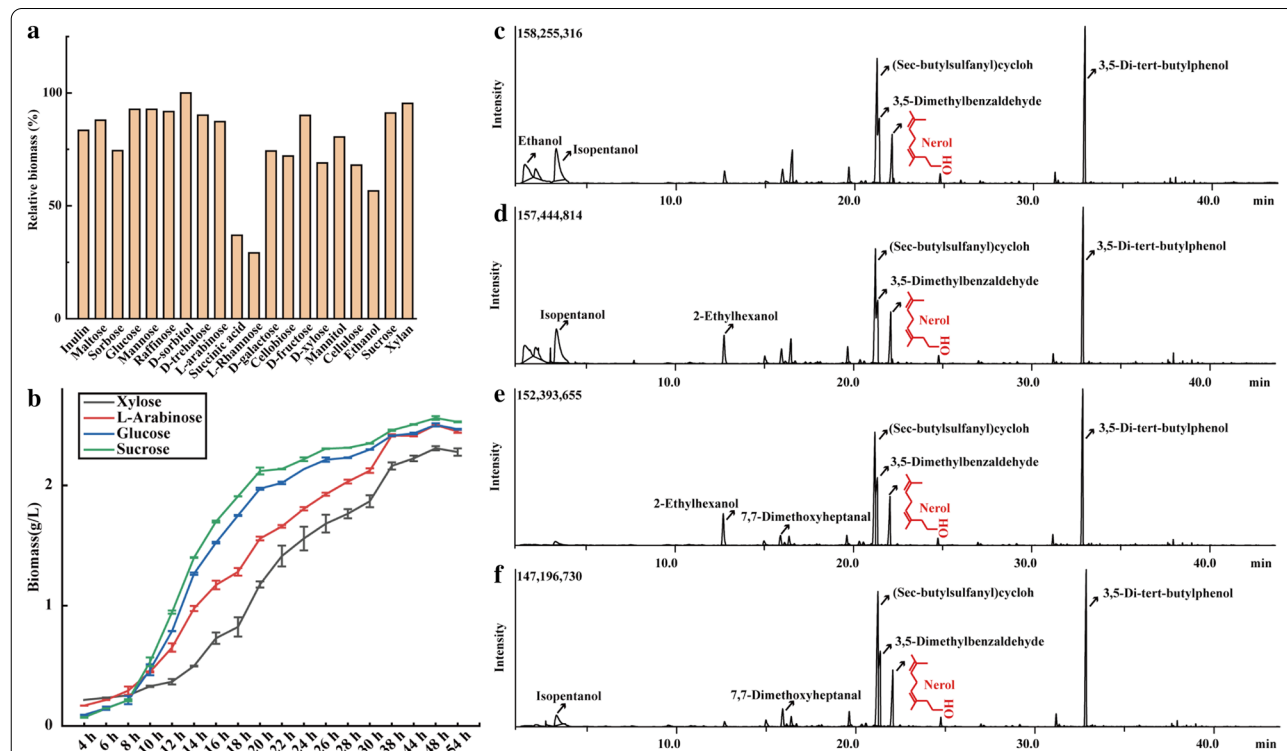 a
Relative biomass (%)
100
50
0
Inulin
Maltose
Sorbose
Glucose
Mannose
Raffinose
D-sorbitol
D-trehalose
L-arabinose
Succinic acid
L-Rhannose
D-galactose
Cellobiose
D-fructose
D-xylose
Mannitol
Cellulose
Ethanol
Sucrose
Xylan
b
Xylose
L-Arabinose
Glucose
Sucrose
Biomass(g/L)
2
1
0
4 h
6 h
8 h
10 h
12 h
14 h
16 h
18 h
20 h
22 h
24 h
26 h
28 h
30 h
38 h
44 h
48 h
54 h
c
158,255,316
Intensity
Ethanol
Isopentanol
(Sec-butylsulfanyl)cycloh
3,5-Dimethylbenzaldehyde
Nerol
HO
3,5-Di-tert-butylphenol
10.0 20.0 30.0 40.0 min
d
157,444,814
Intensity
Isopentanol
2-Ethylhexanol
(Sec-butylsulfanyl)cycloh
3,5-Dimethylbenzaldehyde
Nerol
HO
3,5-Di-tert-butylphenol
10.0 20.0 30.0 40.0 min
e
152,393,655
Intensity
2-Ethylhexanol
7,7-Dimethoxyheptanal
(Sec-butylsulfanyl)cycloh
3,5-Dimethylbenzaldehyde
Nerol
HO
3,5-Di-tert-butylphenol
10.0 20.0 30.0 40.0 min
f
147,196,730
Intensity
Isopentanol
7,7-Dimethoxyheptanal
(Sec-butylsulfanyl)cycloh
3,5-Dimethylbenzaldehyde
Nerol
HO
3,5-Di-tert-butylphenol
10.0 20.0 30.0 40.0 min